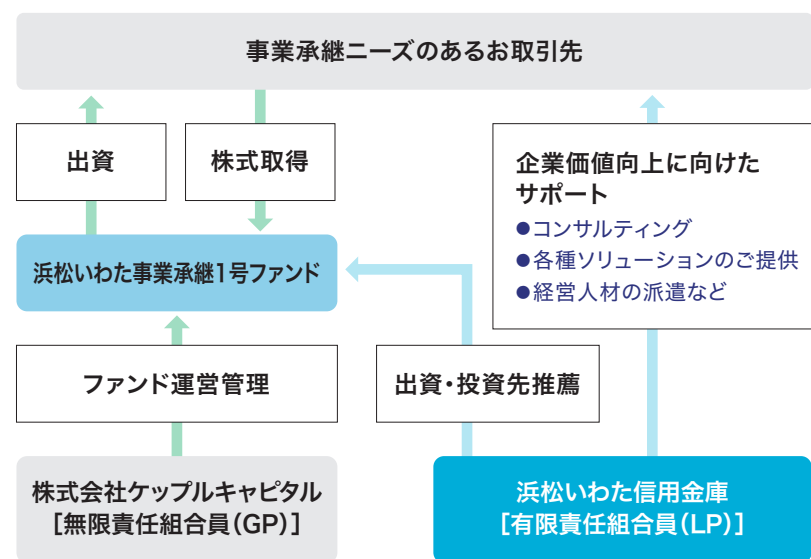 事業承継ニーズのあるお取引先
出資
株式取得
企業価値向上に向けた
サポート
●コンサルティング
●各種ソリューションのご提供
●経営人材の派遣など
浜松いわた事業承継1号ファンド
ファンド運営管理
出資・投資先推薦
株式会社ケップルキャピタル
[無限責任組合員(GP)]
浜松いわた信用金庫
[有限責任組合員(LP)]